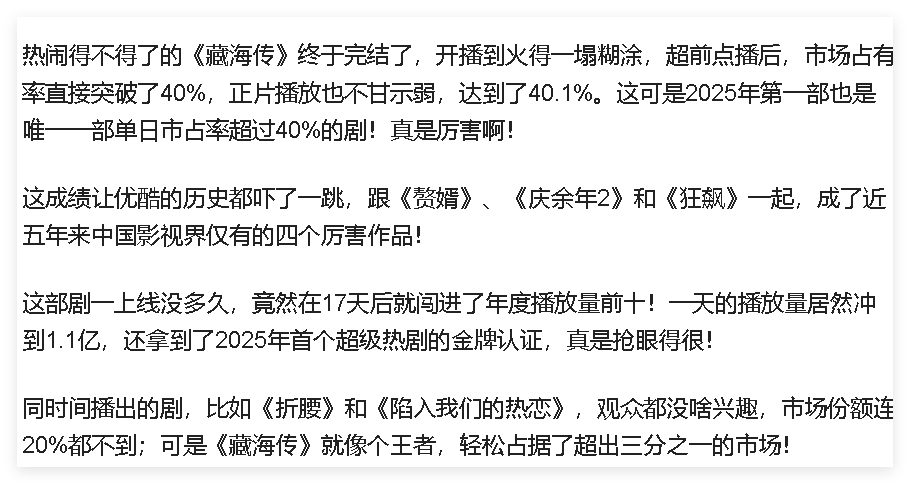 热闹得不得了的《藏海传》终于完结了，开播到火得一塌糊涂，超前点播后，市场占有
率直接突破了40%，正片播放也不甘示弱，达到了40.1%。这可是2025年第一部也是
唯一一部单日市占率超过40%的剧！真是厉害啊！
这成绩让优酷的历史都吓了一跳，跟《赘婿》、《庆余年2》和《狂飙》一起，成了近
五年来中国影视界仅有的四个厉害作品！
这部剧一上线没多久，竟然在17天后就闯进了年度播放量前十！一天的播放量居然冲
到1.1亿，还拿到了2025年首个超级热剧的金牌认证，真是抢眼得很！
同时间播出的剧，比如《折腰》和《陷入我们的热恋》，观众都没啥兴趣，市场份额连
20%都不到；可是《藏海传》就像个王者，轻松占据了超出三分之一的市场！